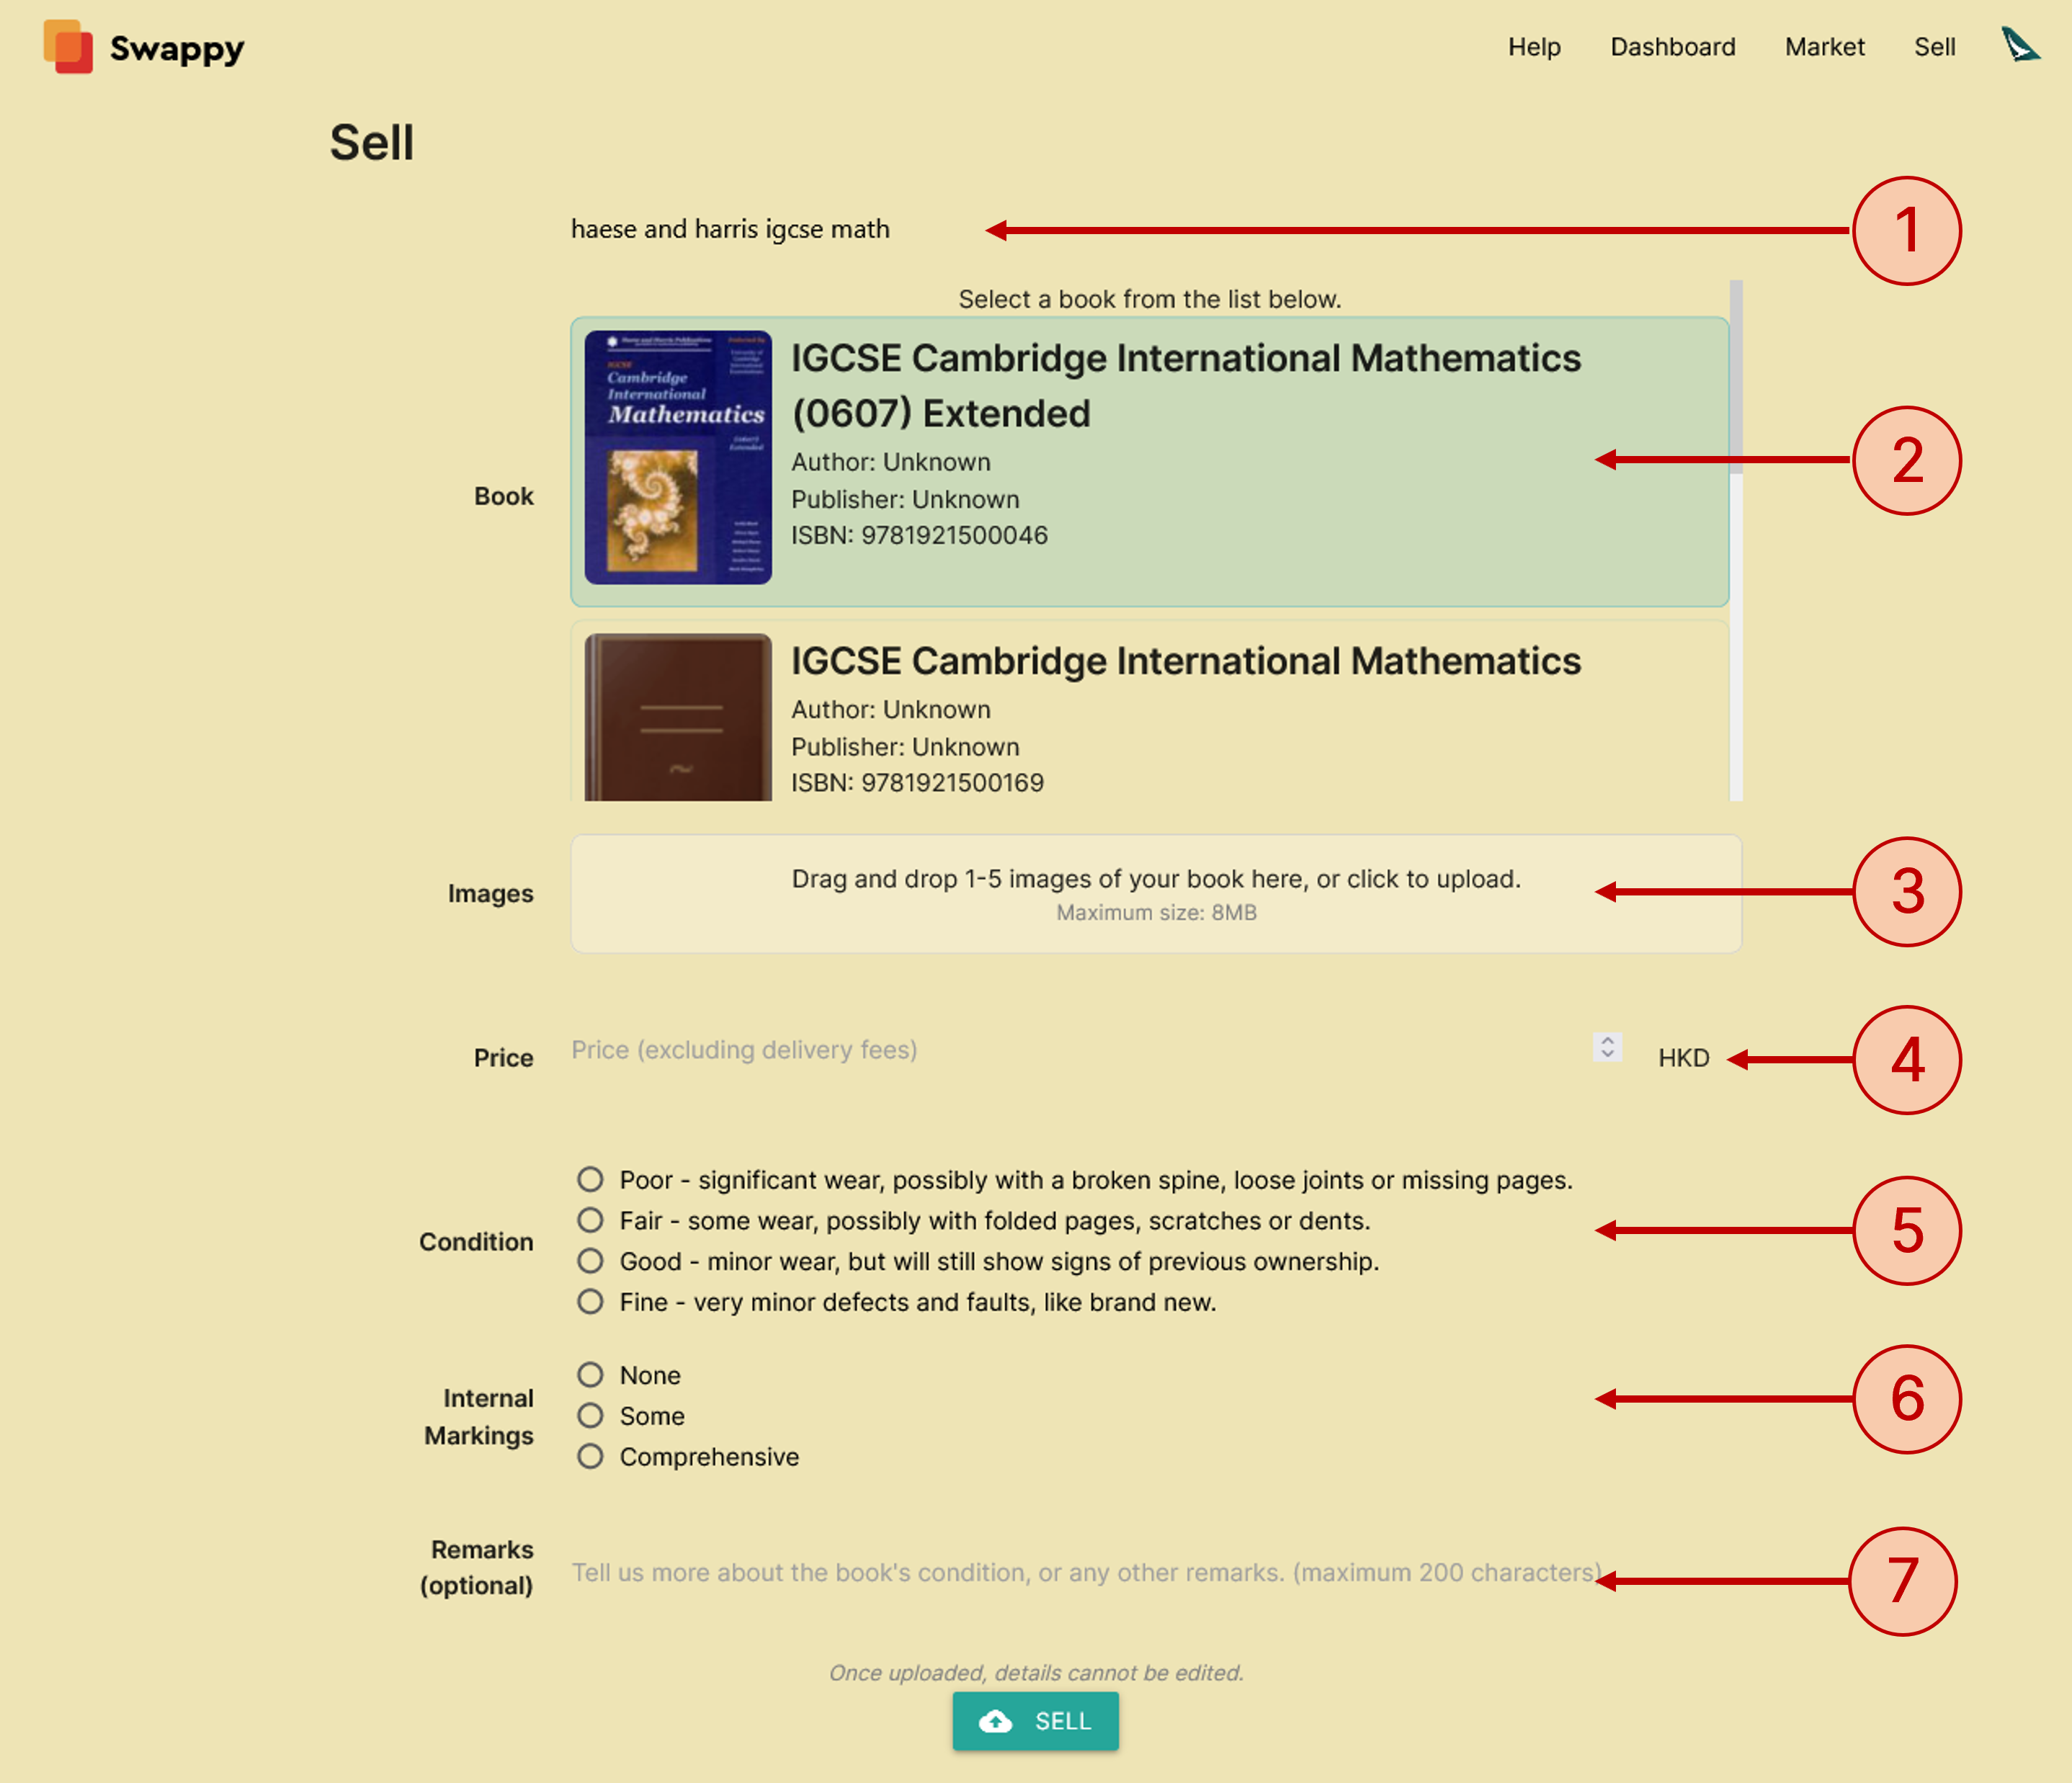 Swappy
Help Dashboard Market Sell
Sell
haese and harris igcse math
1
Select a book from the list below.
Book
Cambridge
International
Mathematics
IGCSE Cambridge International Mathematics
(0607) Extended
Author: Unknown
Publisher: Unknown
ISBN: 9781921500046
2
IGCSE Cambridge International Mathematics
Author: Unknown
Publisher: Unknown
ISBN: 9781921500169
Images
Drag and drop 1-5 images of your book here, or click to upload.
Maximum size: 8MB
3
Price
Price (excluding delivery fees)
HKD
4
Condition
Poor - significant wear, possibly with a broken spine, loose joints or missing pages.
Fair - some wear, possibly with folded pages, scratches or dents.
Good - minor wear, but will still show signs of previous ownership.
Fine - very minor defects and faults, like brand new.
5
Internal
Markings
None
Some
Comprehensive
6
Remarks
(optional)
Tell us more about the book's condition, or any other remarks. (maximum 200 characters)
7
Once uploaded, details cannot be edited.
SELL